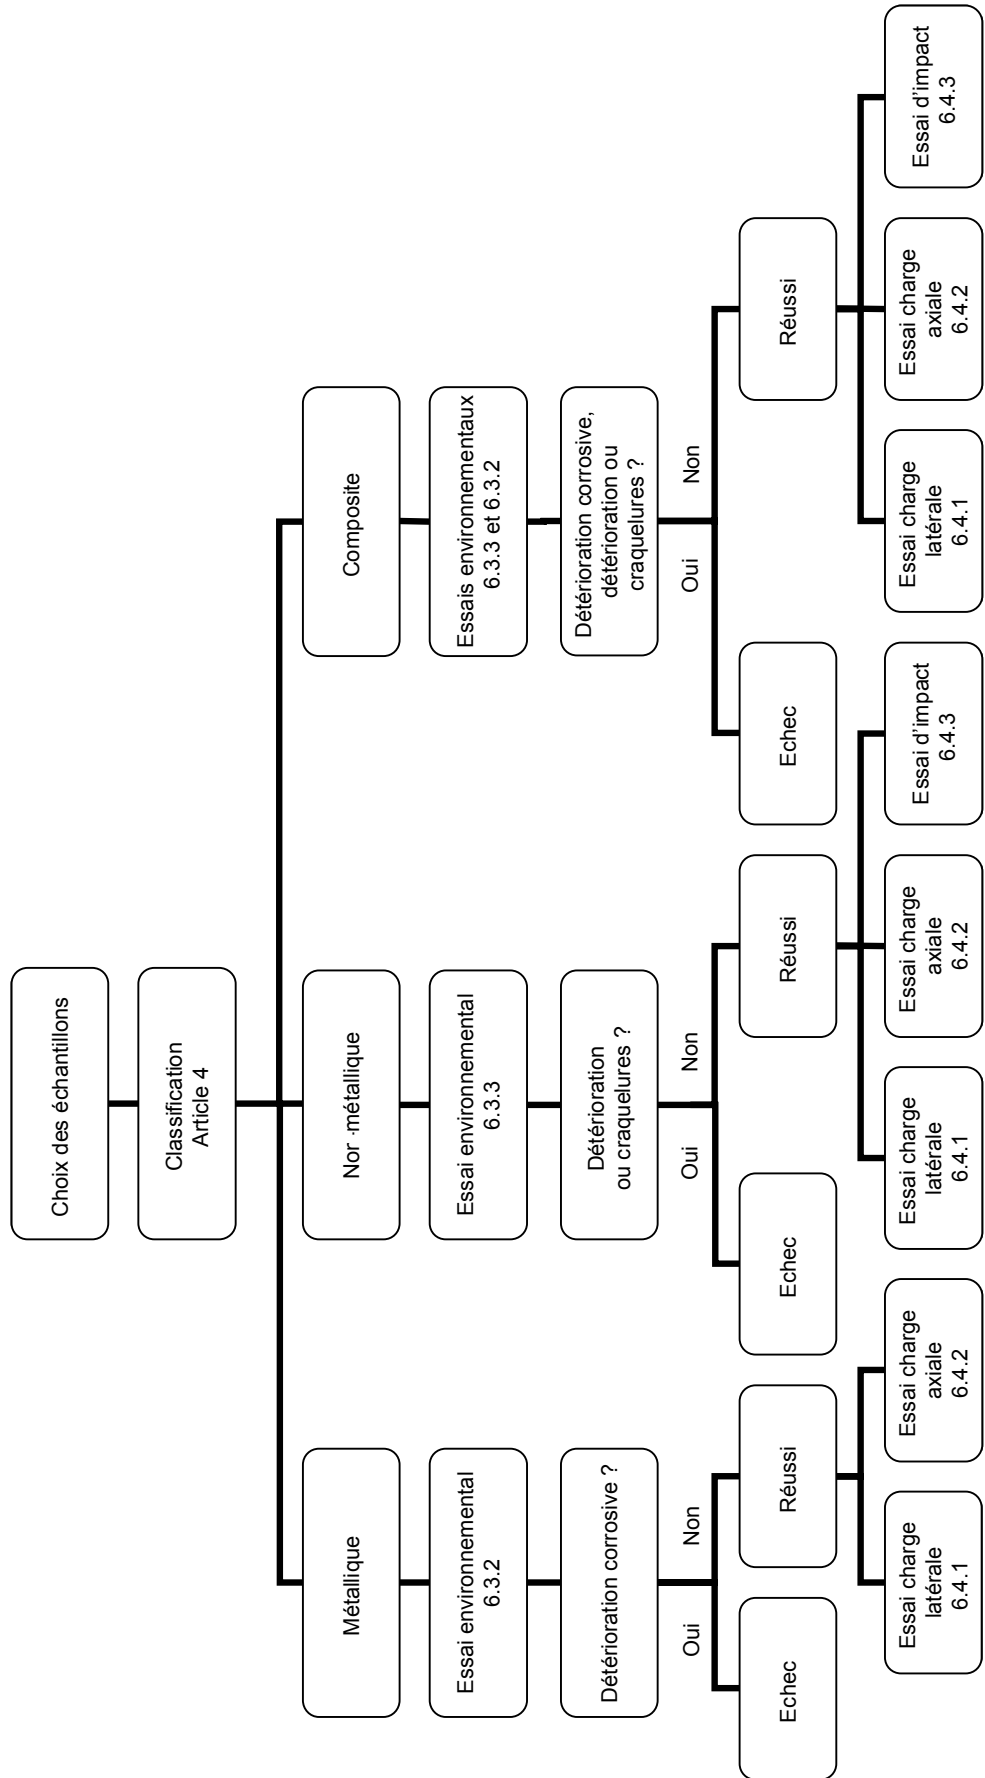 Choix des échantillons
Classification
Article 4
Métallique
Nor -métallique
Composite
Essai environnemental
6.3.2
Essai environnemental
6.3.3
Essais environnementaux
6.3.3 et 6.3.2
Détérioration corrosive ?
Détérioration
ou craquelures ?
Détérioration corrosive,
détérioration ou
craquelures ?
Oui
Non
Oui
Non
Oui
Non
Echec
Réussi
Echec
Réussi
Echec
Réussi
Essai charge
latérale
6.4.1
Essai charge
axiale
6.4.2
Essai charge
latérale
6.4.1
Essai charge
axiale
6.4.2
Essai d'impact
6.4.3
Essai charge
latérale
6.4.1
Essai charge
axiale
6.4.2
Essai d'impact
6.4.3